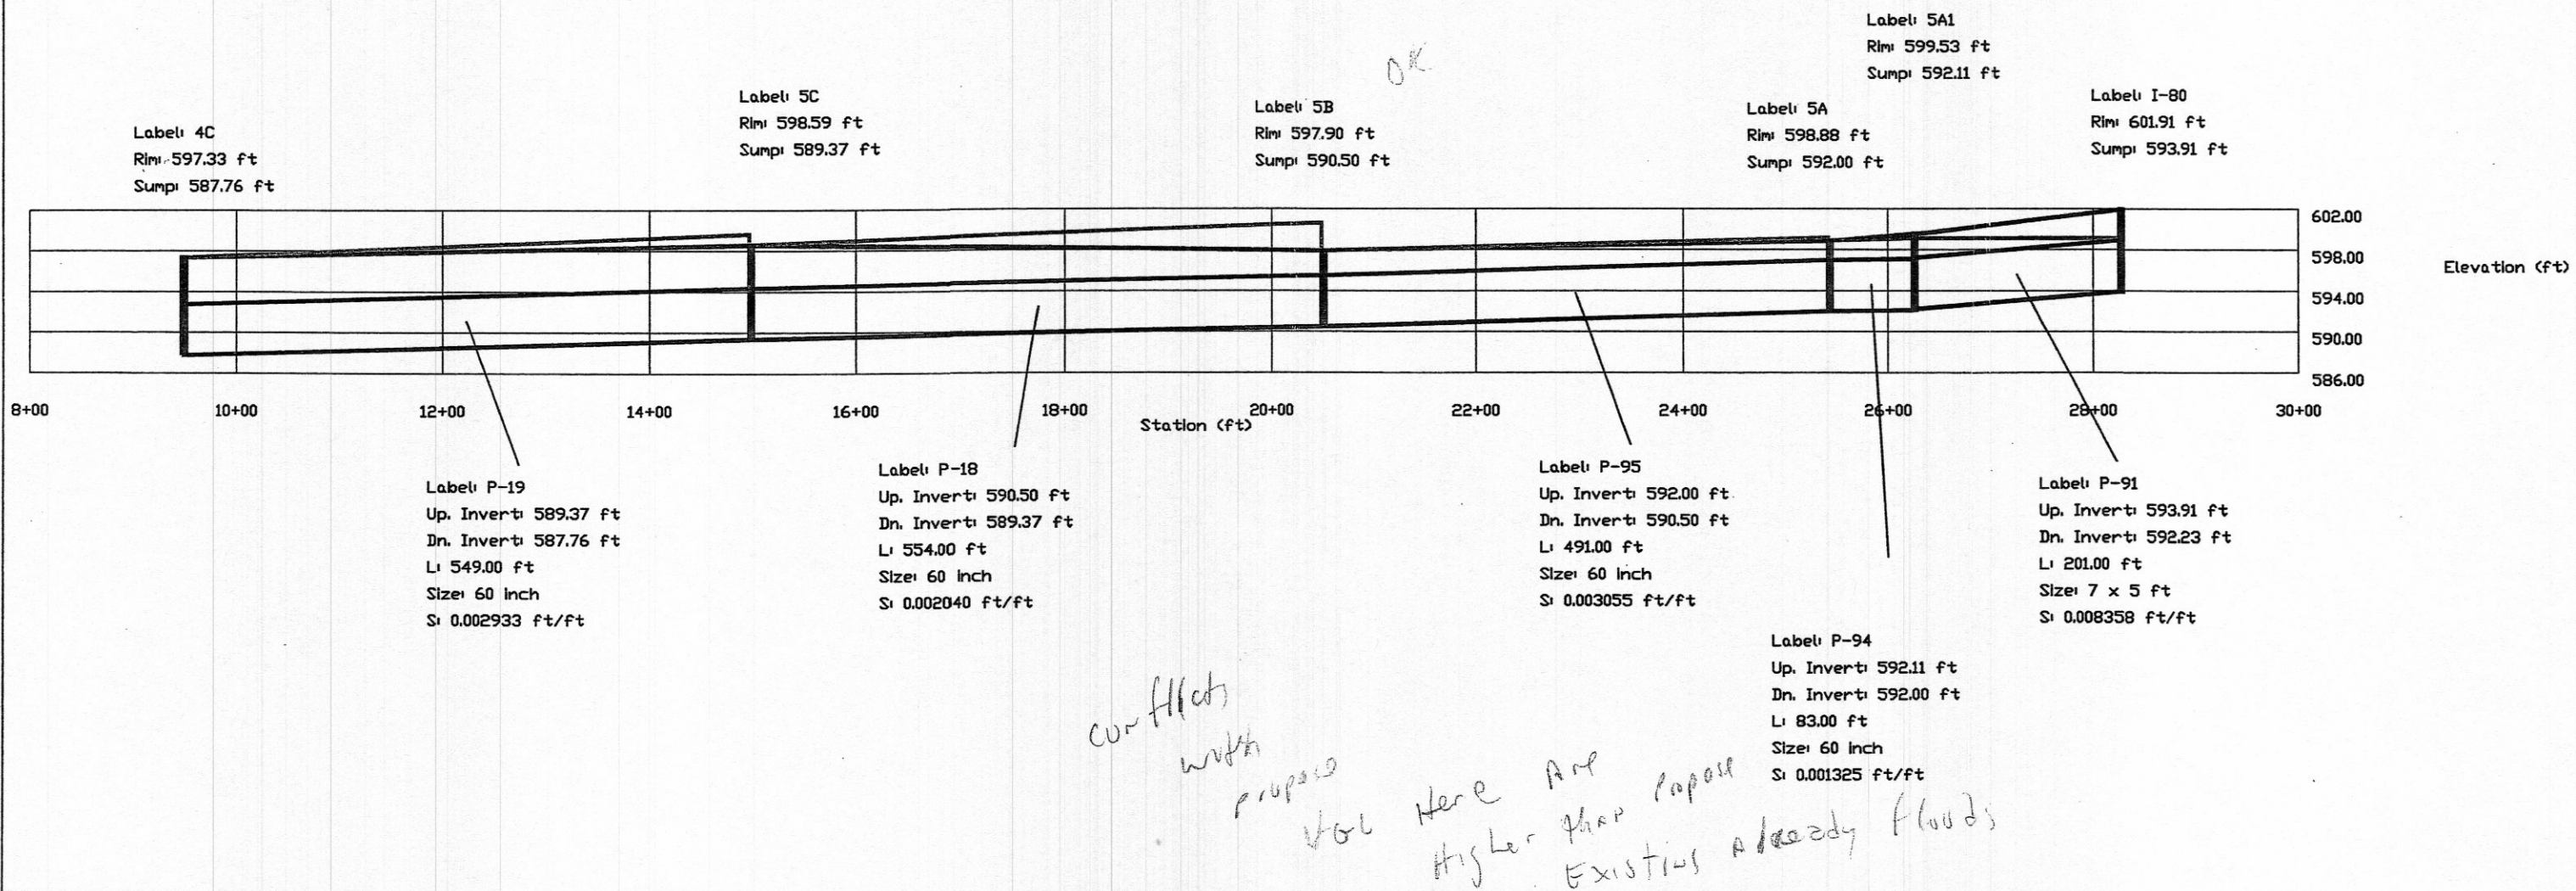 Label: 4C
Rim: 597.33 ft
Sump: 587.76 ft
Label: 5C
Rim: 598.59 ft
Sump: 589.37 ft
OK
Label: 5B
Rim: 597.90 ft
Sump: 590.50 ft
Label: 5A
Rim: 598.88 ft
Sump: 592.00 ft
Label: 5A1
Rim: 599.53 ft
Sump: 592.11 ft
Label: I-80
Rim: 601.91 ft
Sump: 593.91 ft
602.00
598.00
594.00
590.00
586.00
Elevation (ft)
8+00 10+00 12+00 14+00 16+00 18+00 20+00 22+00 24+00 26+00 28+00 30+00
Station (ft)
Label: P-19
Up. Invert: 589.37 ft
Dn. Invert: 587.76 ft
L: 549.00 ft
Size: 60 inch
S: 0.002933 ft/ft
Label: P-18
Up. Invert: 590.50 ft
Dn. Invert: 589.37 ft
L: 554.00 ft
Size: 60 inch
S: 0.002040 ft/ft
Label: P-95
Up. Invert: 592.00 ft
Dn. Invert: 590.50 ft
L: 491.00 ft
Size: 60 inch
S: 0.003055 ft/ft
Label: P-94
Up. Invert: 592.11 ft
Dn. Invert: 592.00 ft
L: 83.00 ft
Size: 60 inch
S: 0.001325 ft/ft
Label: P-91
Up. Invert: 593.91 ft
Dn. Invert: 592.23 ft
L: 201.00 ft
Size: 7 x 5 ft
S: 0.008358 ft/ft
conflicts
with
propose
HGL Here Are
Higher than Propose
Existing Already floods